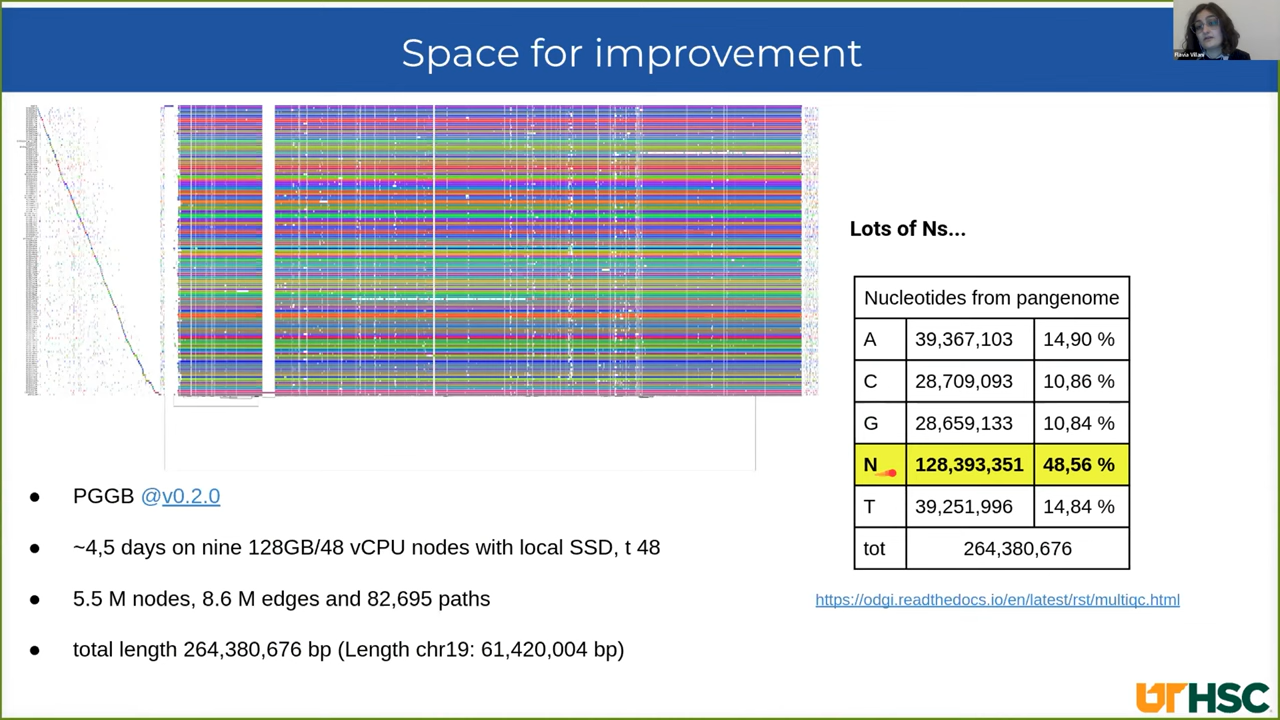 Space for improvement
Flavia Villani
Lots of Ns...
Nucleotides from pangenome
A 39,367,103 14,90 %
C 28,709,093 10,86 %
G 28,659,133 10,84 %
N 128,393,351 48,56 %
T 39,251,996 14,84 %
tot 264,380,676
https://odgi.readthedocs.io/en/latest/rst/multiqc.html
● PGGB @v0.2.0
● ~4,5 days on nine 128GB/48 vCPU nodes with local SSD, t 48
● 5.5 M nodes, 8.6 M edges and 82,695 paths
● total length 264,380,676 bp (Length chr19: 61,420,004 bp)
UTHSC